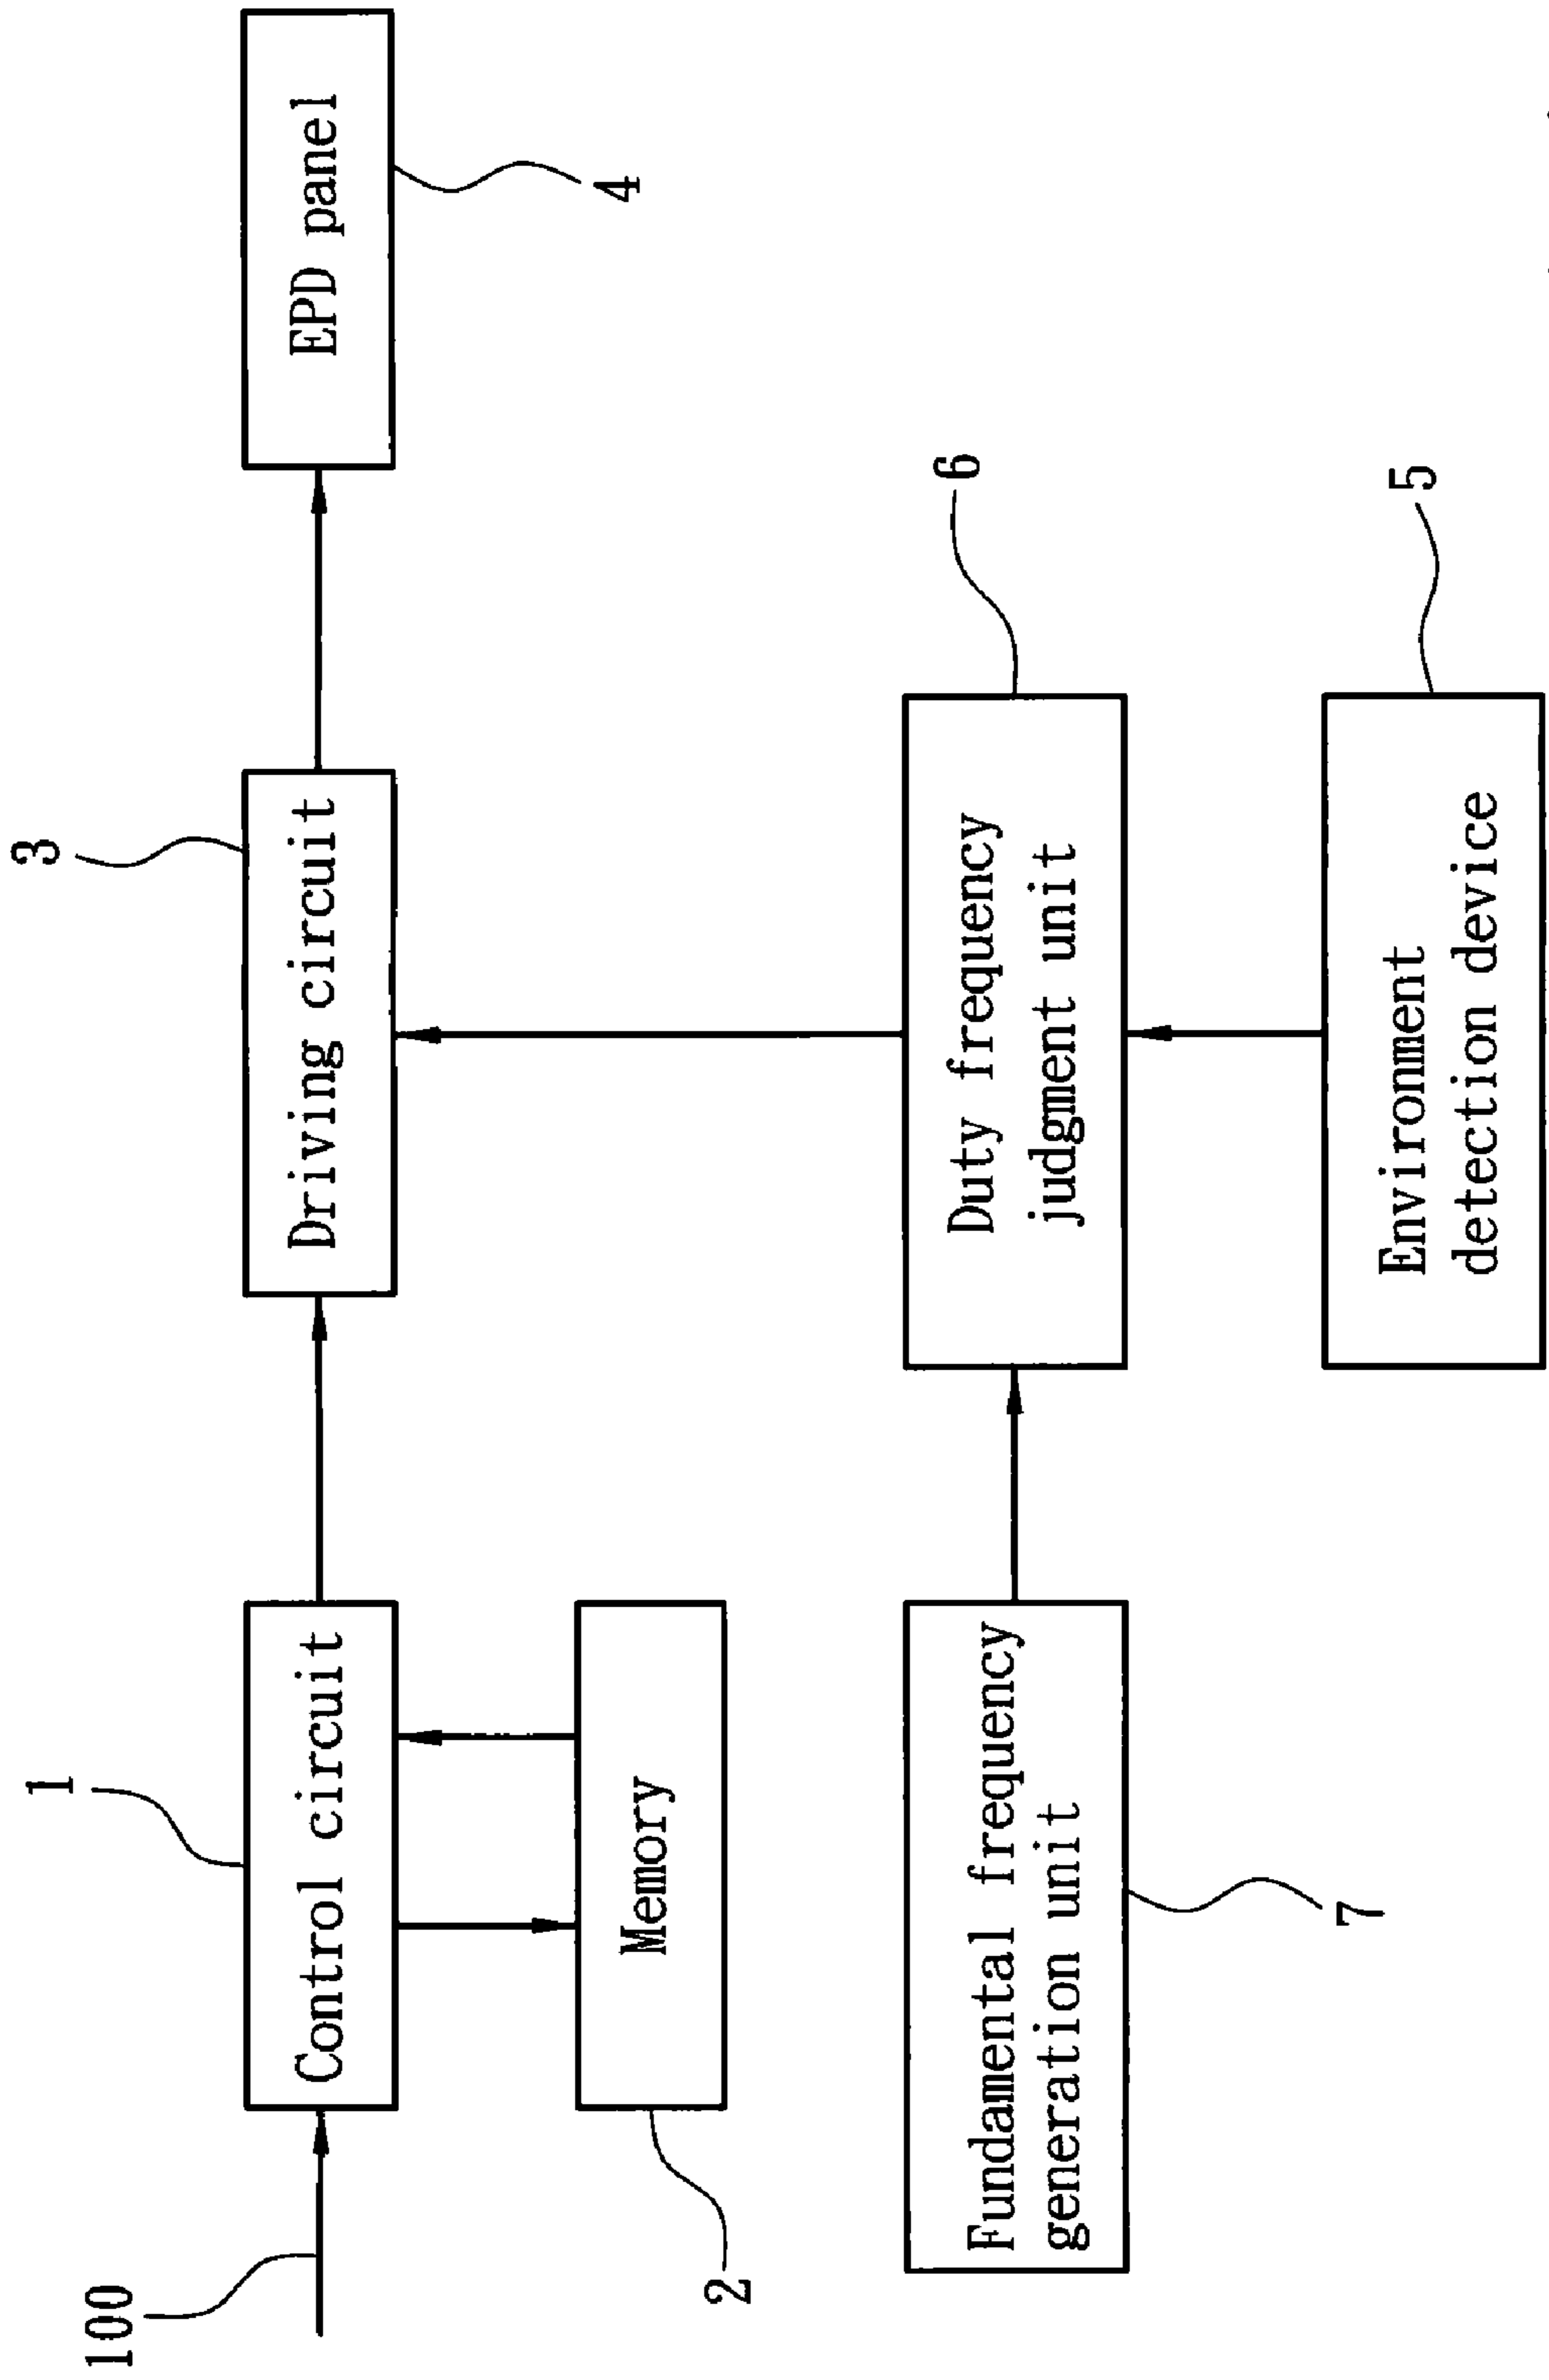 100
1
Control circuit
3
Driving circuit
EPD panel
4
Memory
2
Fundamental frequency
generation unit
7
Duty frequency
judgment unit
6
Environment
detection device
5